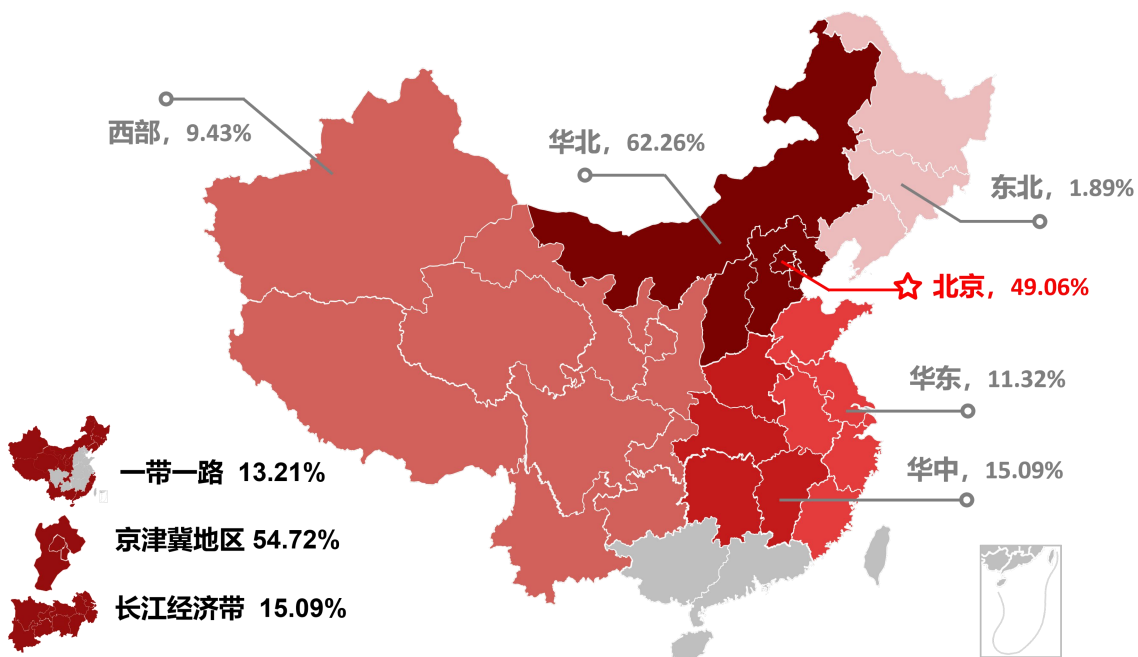 西部，9.43%
华北，62.26%
东北，1.89%
北京，49.06%
华东，11.32%
华中，15.09%
一带一路 13.21%
京津冀地区 54.72%
长江经济带 15.09%